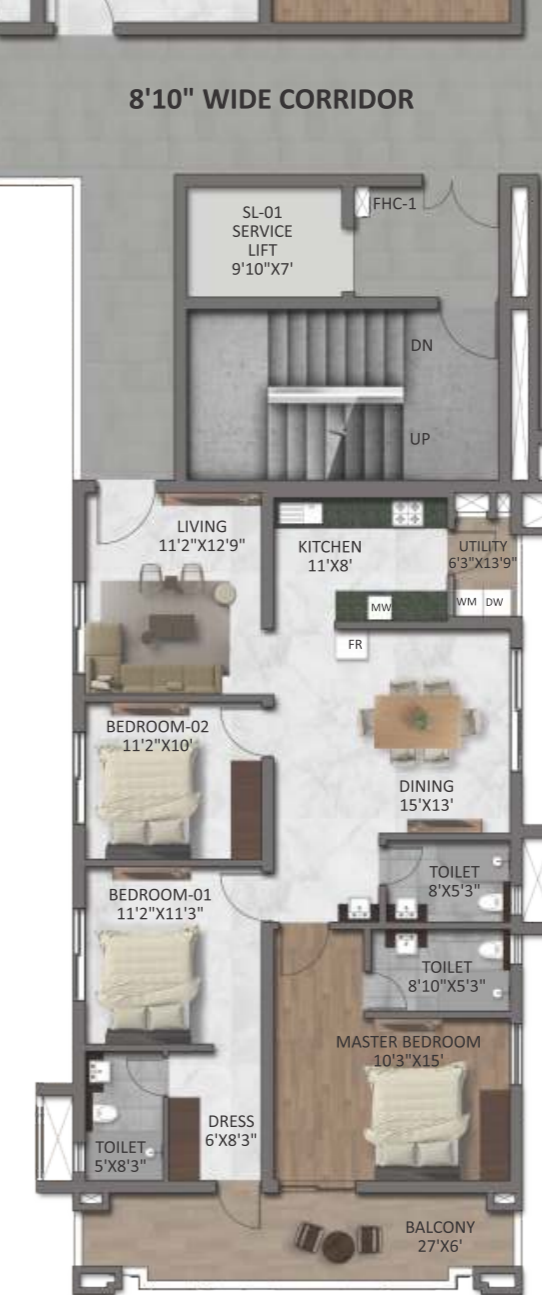 8'10" WIDE CORRIDOR
SL-01
SERVICE
LIFT
9'10"X7'
FHC-1
DN
UP
LIVING
11'2"X12'9"
KITCHEN
11'X8'
UTILITY
6'3"X13'9"
MW
WM DW
FR
BEDROOM-02
11'2"X10'
DINING
15'X13'
TOILET
8'X5'3"
BEDROOM-01
11'2"X11'3"
TOILET
8'10"X5'3"
MASTER BEDROOM
10'3"X15'
DRESS
6'X8'3"
TOILET
5'X8'3"
BALCONY
27'X6'